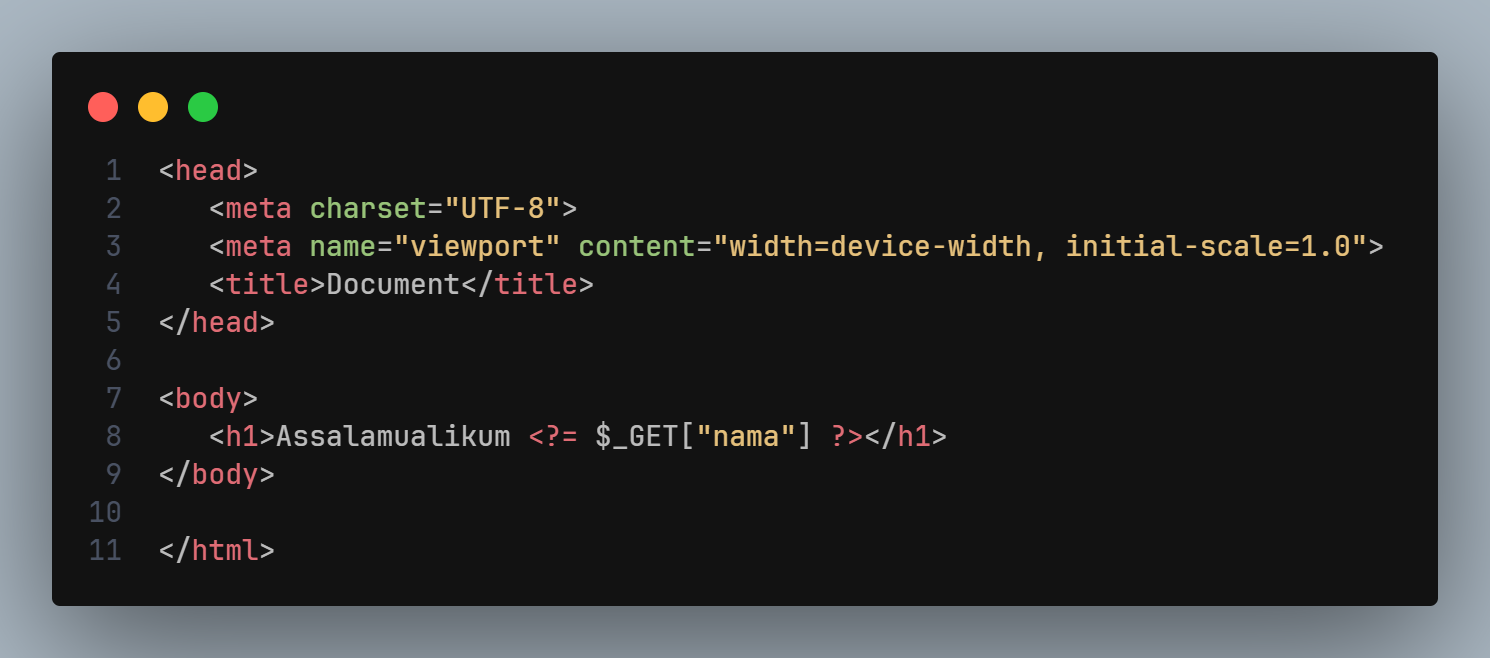 1 <head>
2    <meta charset="UTF-8">
3    <meta name="viewport" content="width=device-width, initial-scale=1.0">
4    <title>Document</title>
5 </head>
6
7 <body>
8    <h1>Assalamualikum <?= $_GET["nama"] ?></h1>
9 </body>
10
11 </html>